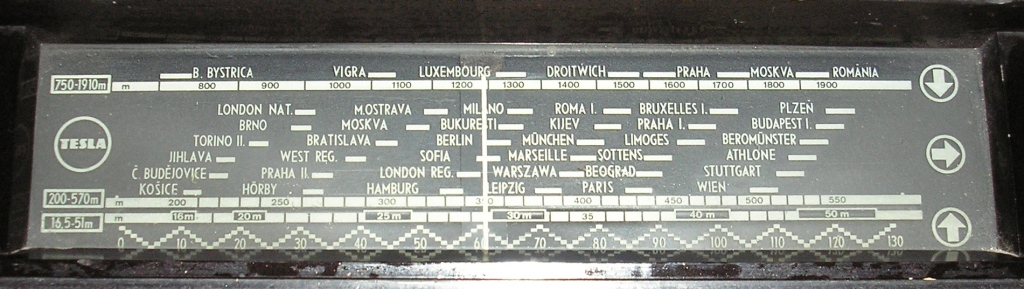 B. BYSTRICA VIGRA LUXEMBOURG DROITWICH PRAHA MOSKVA ROMÂNIA
750-1910m m 800 900 1000 1100 1200 1300 1400 1500 1600 1700 1800 1900
LONDON NAT. M.OSTRAVA MILANO ROMA I. BRUXELLES I. PLZEŇ
BRNO MOSKVA BUKUREŠTI KIJEV PRAHA I. BUDAPEST I.
TESLA
TORINO II. BRATISLAVA BERLIN MÜNCHEN LIMOGES BEROMÜNSTER
JIHLAVA WEST REG. SOFIA MARSEILLE SOTTENS ATHLONE
Č. BUDĚJOVICE PRAHA II. LONDON REG. WARSZAWA BEOGRAD STUTTGART
KOŠICE HÖRBY HAMBURG LEIPZIG PARIS WIEN
200-570m m 200 250 300 350 400 450 500 550
16,5-51m m 16m 20 m 25 m 30 m 35 40 m 50 m
0 10 20 30 40 50 60 70 80 90 100 110 120 130